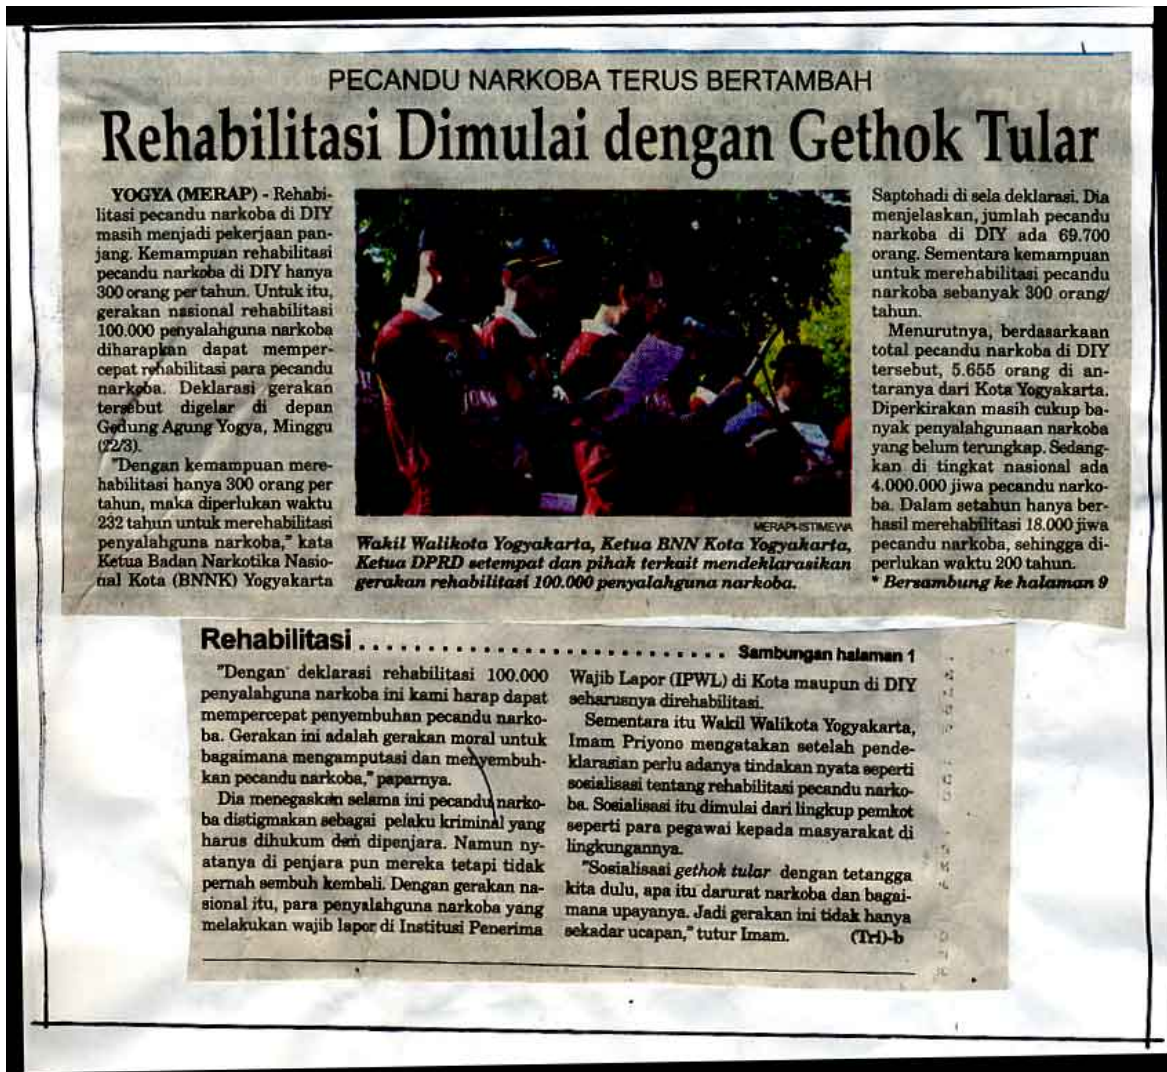 PECANDU NARKOBA TERUS BERTAMBAH
Rehabilitasi Dimulai dengan Gethok Tular
YOGYA (MERAP) - Rehabi-
litasi pecandu narkoba di DIY
masih menjadi pekerjaan pan-
jang. Kemampuan rehabilitasi
pecandu narkoba di DIY hanya
300 orang per tahun. Untuk itu,
gerakan nasional rehabilitasi
100.000 penyalahguna narkoba
diharapkan dapat memper-
cepat rehabilitasi para pecandu
narkoba. Deklarasi gerakan
tersebut digelar di depan
Gedung Agung Yogya, Minggu
(22/3).
"Dengan kemampuan mere-
habilitasi hanya 300 orang per
tahun, maka diperlukan waktu
232 tahun untuk merehabilitasi
penyalahguna narkoba," kata
Ketua Badan Narkotika Nasio-
nal Kota (BNNK) Yogyakarta
MERAPI-ISTIMEWA
Wakil Walikota Yogyakarta, Ketua BNN Kota Yogyakarta,
Ketua DPRD setempat dan pihak terkait mendeklarasikan
gerakan rehabilitasi 100.000 penyalahguna narkoba.
Saptohadi di sela deklarasi. Dia
menjelaskan, jumlah pecandu
narkoba di DIY ada 69.700
orang. Sementara kemampuan
untuk merehabilitasi pecandu
narkoba sebanyak 300 orang/
tahun.
Menurutnya, berdasarkaan
total pecandu narkoba di DIY
tersebut, 5.655 orang di an-
taranya dari Kota Yogyakarta.
Diperkirakan masih cukup ba-
nyak penyalahgunaan narkoba
yang belum terungkap. Sedang-
kan di tingkat nasional ada
4.000.000 jiwa pecandu narko-
ba. Dalam setahun hanya ber-
hasil merehabilitasi 18.000 jiwa
pecandu narkoba, sehingga di-
perlukan waktu 200 tahun.
* Bersambung ke halaman 9
Rehabilitasi ............................ Sambungan halaman 1
"Dengan deklarasi rehabilitasi 100.000
penyalahguna narkoba ini kami harap dapat
mempercepat penyembuhan pecandu narko-
ba. Gerakan ini adalah gerakan moral untuk
bagaimana mengamputasi dan menyembuh-
kan pecandu narkoba," paparnya.
Dia menegaskan selama ini pecandu narko-
ba distigmakan sebagai pelaku kriminal yang
harus dihukum dan dipenjara. Namun ny-
atanya di penjara pun mereka tetapi tidak
pernah sembuh kembali. Dengan gerakan na-
sional itu, para penyalahguna narkoba yang
melakukan wajib lapor di Institusi Penerima
Wajib Lapor (IPWL) di Kota maupun di DIY
seharusnya direhabilitasi.
Sementara itu Wakil Walikota Yogyakarta,
Imam Priyono mengatakan setelah pende-
klarasian perlu adanya tindakan nyata seperti
sosialisasi tentang rehabilitasi pecandu narko-
ba. Sosialisasi itu dimulai dari lingkup pemkot
seperti para pegawai kepada masyarakat di
lingkungannya.
"Sosialisasi gethok tular dengan tetangga
kita dulu, apa itu darurat narkoba dan bagai-
mana upayanya. Jadi gerakan ini tidak hanya
sekadar ucapan," tutur Imam. (Tri)-b